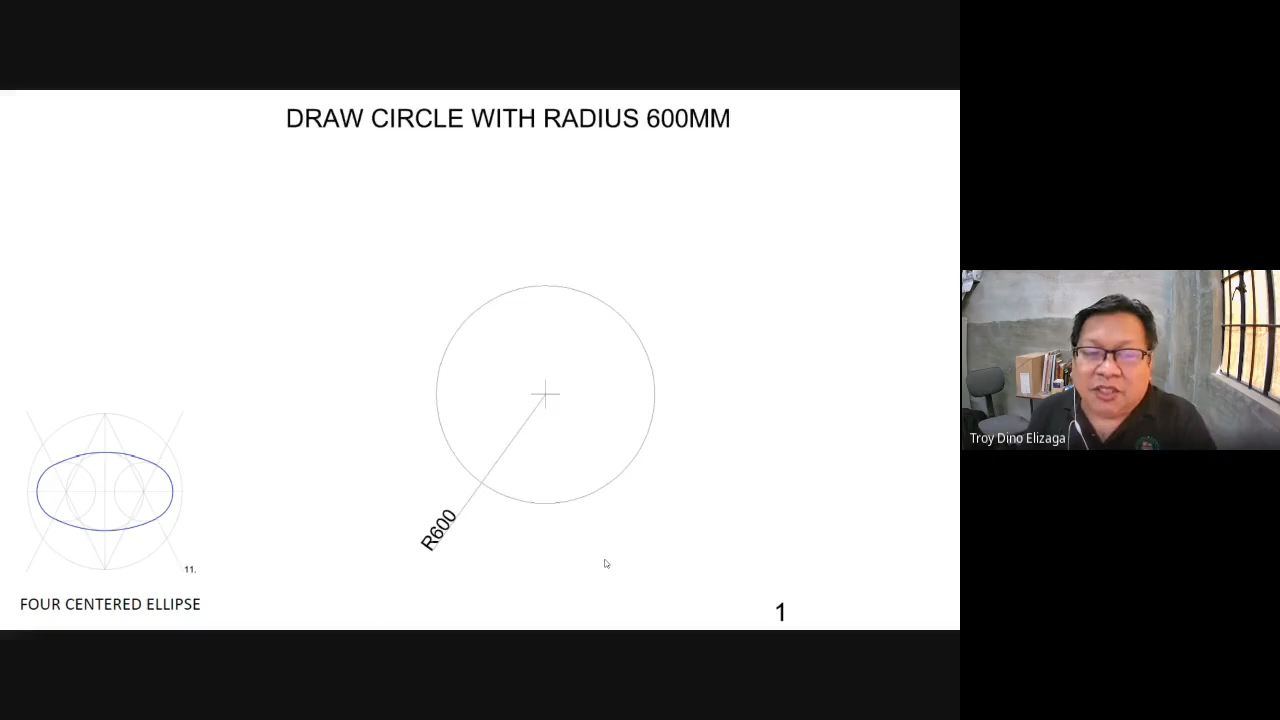 DRAW CIRCLE WITH RADIUS 600MM
R600
11.
FOUR CENTERED ELLIPSE
1
Troy Dino Elizaga